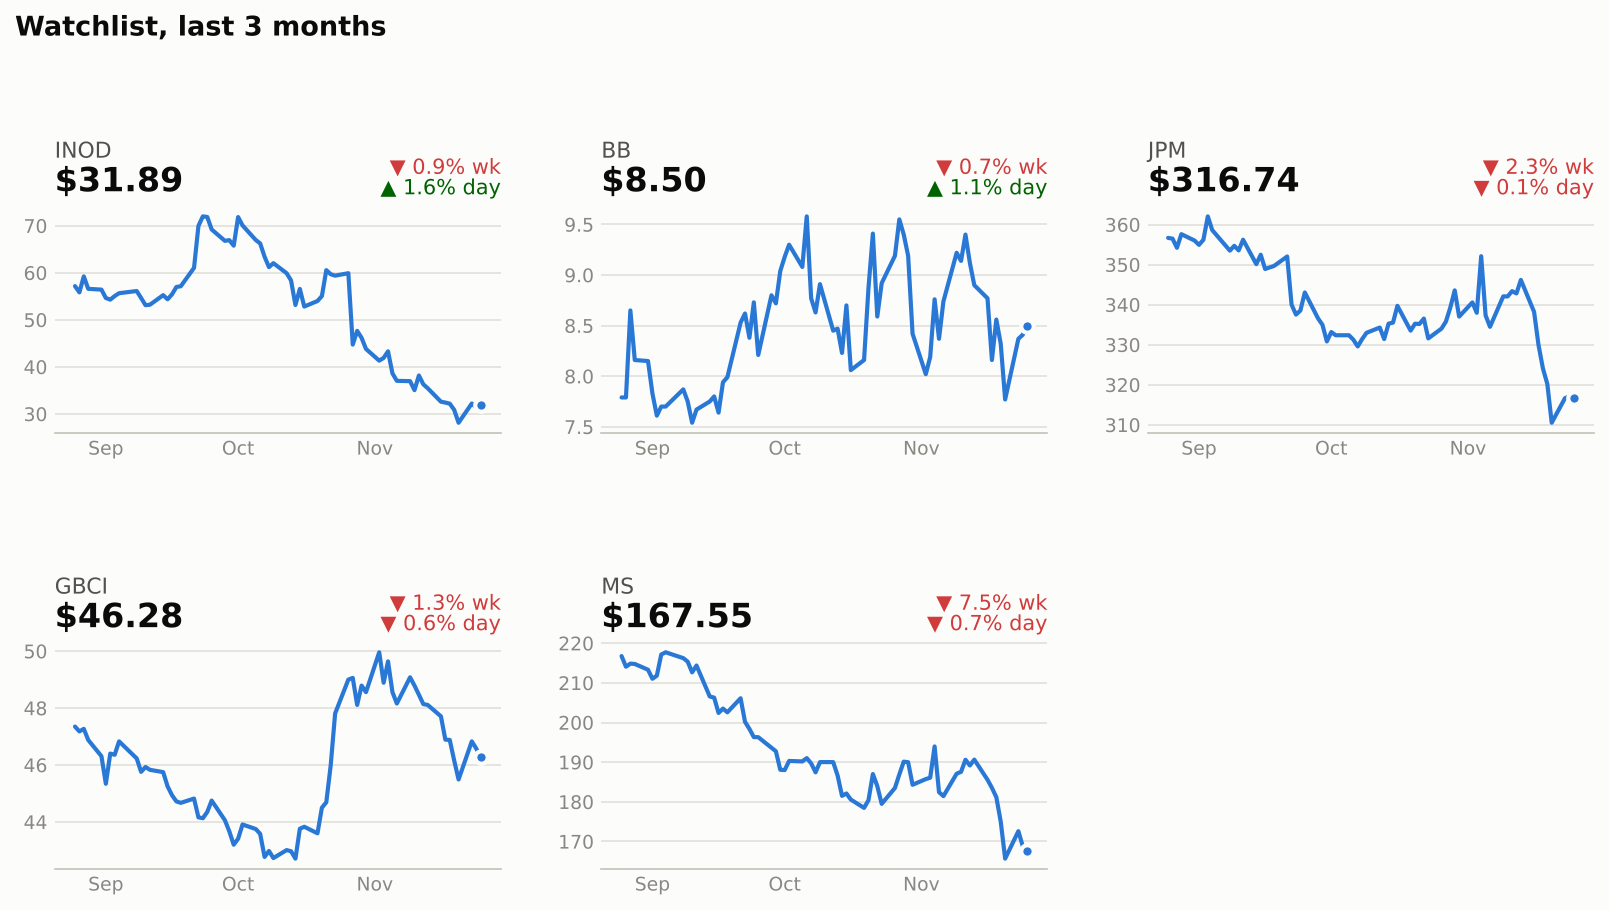 Watchlist, last 3 months
INOD
$31.89
▼ 0.9% wk
▲ 1.6% day
70
60
50
40
30
Sep Oct Nov
BB
$8.50
▼ 0.7% wk
▲ 1.1% day
9.5
9.0
8.5
8.0
7.5
Sep Oct Nov
JPM
$316.74
▼ 2.3% wk
▼ 0.1% day
360
350
340
330
320
310
Sep Oct Nov
GBCI
$46.28
▼ 1.3% wk
▼ 0.6% day
50
48
46
44
Sep Oct Nov
MS
$167.55
▼ 7.5% wk
▼ 0.7% day
220
210
200
190
180
170
Sep Oct Nov